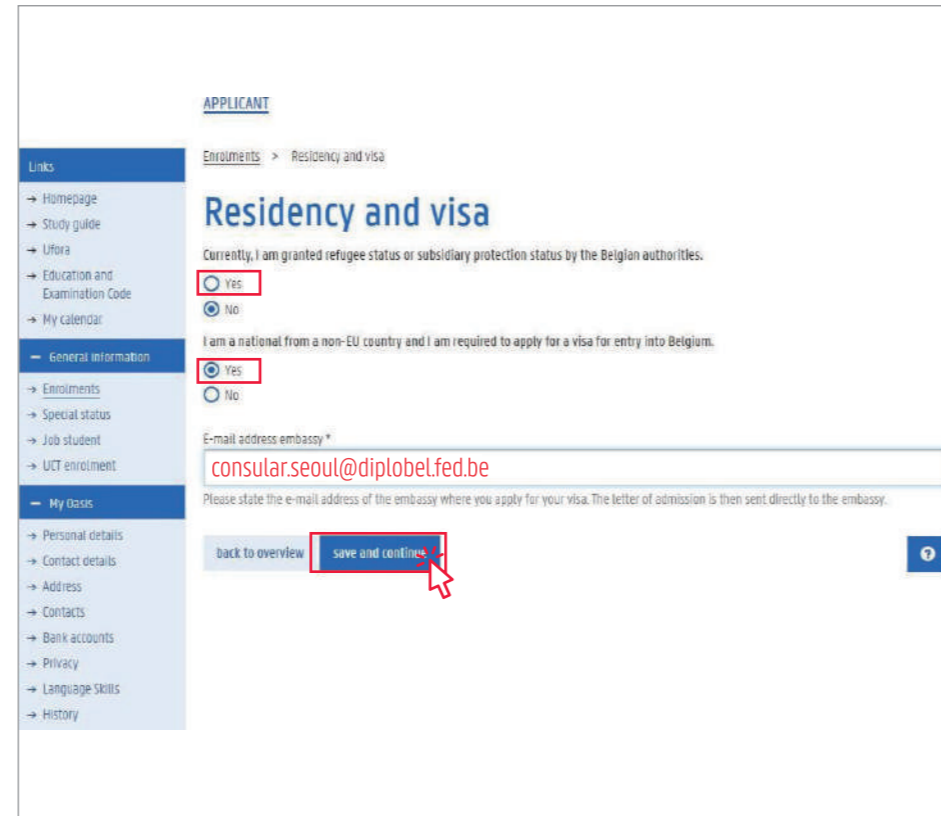 APPLICANT
Enrolments > Residency and visa
Links
→ Homepage
→ Study guide
→ Ufora
→ Education and
Examination Code
→ My calendar
− General information
→ Enrolments
→ Special status
→ Job student
→ UCT enrolment
− My Oasis
→ Personal details
→ Contact details
→ Address
→ Contacts
→ Bank accounts
→ Privacy
→ Language Skills
→ History
Residency and visa
Currently, I am granted refugee status or subsidiary protection status by the Belgian authorities.
Yes
No
I am a national from a non-EU country and I am required to apply for a visa for entry into Belgium.
Yes
No
E-mail address embassy *
consular.seoul@diplobel.fed.be
Please state the e-mail address of the embassy where you apply for your visa. The letter of admission is then sent directly to the embassy.
back to overview
save and continue
?